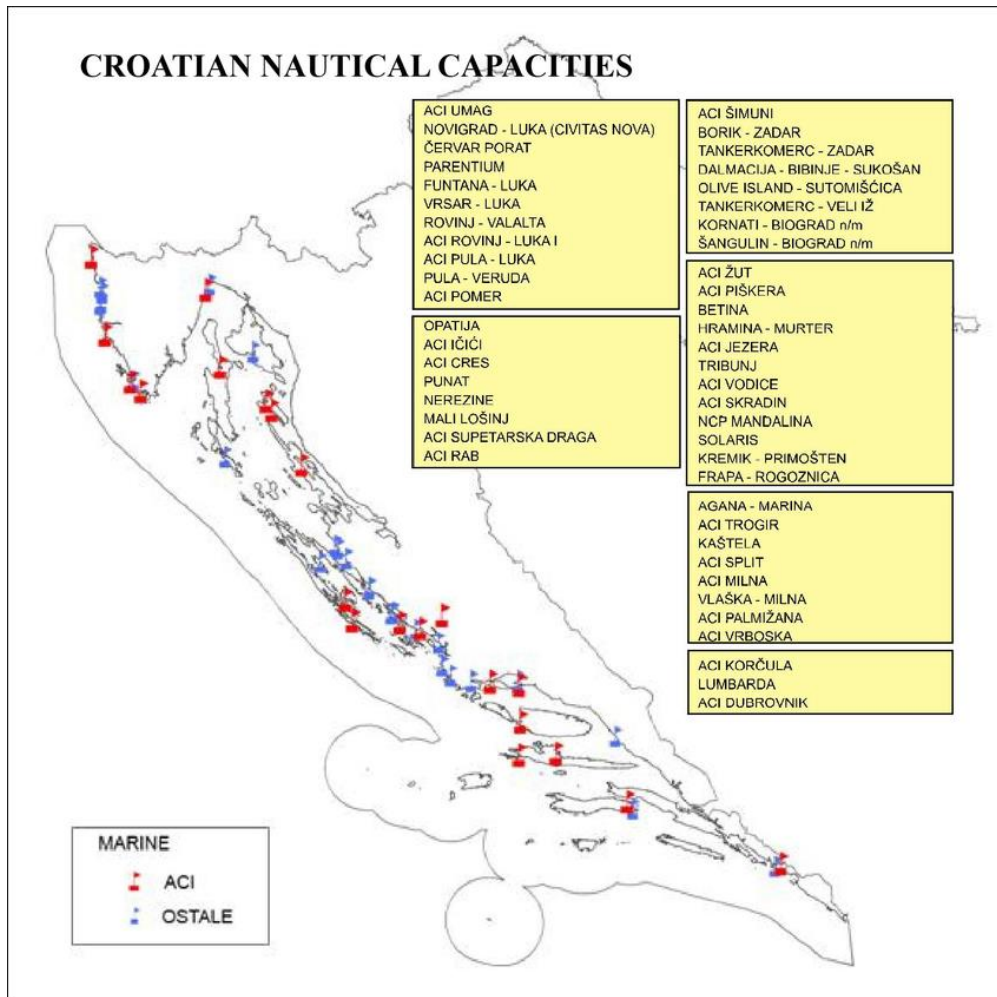 CROATIAN NAUTICAL CAPACITIES
ACI UMAG
NOVIGRAD - LUKA (CIVITAS NOVA)
ČERVAR PORAT
PARENTIUM
FUNTANA - LUKA
VRSAR - LUKA
ROVINJ - VALALTA
ACI ROVINJ - LUKA I
ACI PULA - LUKA
PULA - VERUDA
ACI POMER
OPATIJA
ACI IČIĆI
ACI CRES
PUNAT
NEREZINE
MALI LOŠINJ
ACI SUPETARSKA DRAGA
ACI RAB
ACI ŠIMUNI
BORIK - ZADAR
TANKERKOMERC - ZADAR
DALMACIJA - BIBINJE - SUKOŠAN
OLIVE ISLAND - SUTOMIŠĆICA
TANKERKOMERC - VELI IŽ
KORNATI - BIOGRAD n/m
ŠANGULIN - BIOGRAD n/m
ACI ŽUT
ACI PIŠKERA
BETINA
HRAMINA - MURTER
ACI JEZERA
TRIBUNJ
ACI VODICE
ACI SKRADIN
NCP MANDALINA
SOLARIS
KREMIK - PRIMOŠTEN
FRAPA - ROGOZNICA
AGANA - MARINA
ACI TROGIR
KAŠTELA
ACI SPLIT
ACI MILNA
VLAŠKA - MILNA
ACI PALMIŽANA
ACI VRBOSKA
ACI KORČULA
LUMBARDA
ACI DUBROVNIK
MARINE
ACI
OSTALE